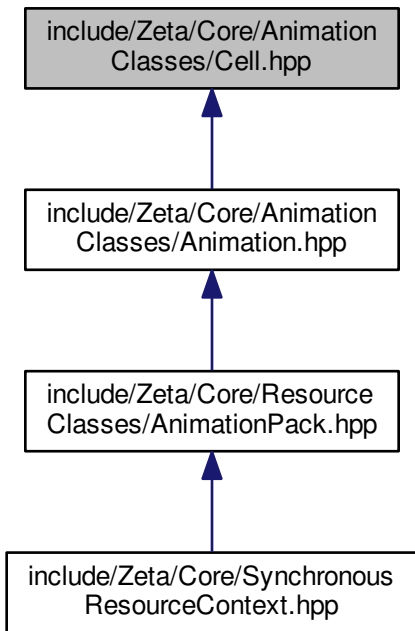 include/Zeta/Core/Animation
Classes/Cell.hpp
include/Zeta/Core/Animation
Classes/Animation.hpp
include/Zeta/Core/Resource
Classes/AnimationPack.hpp
include/Zeta/Core/Synchronous
ResourceContext.hpp